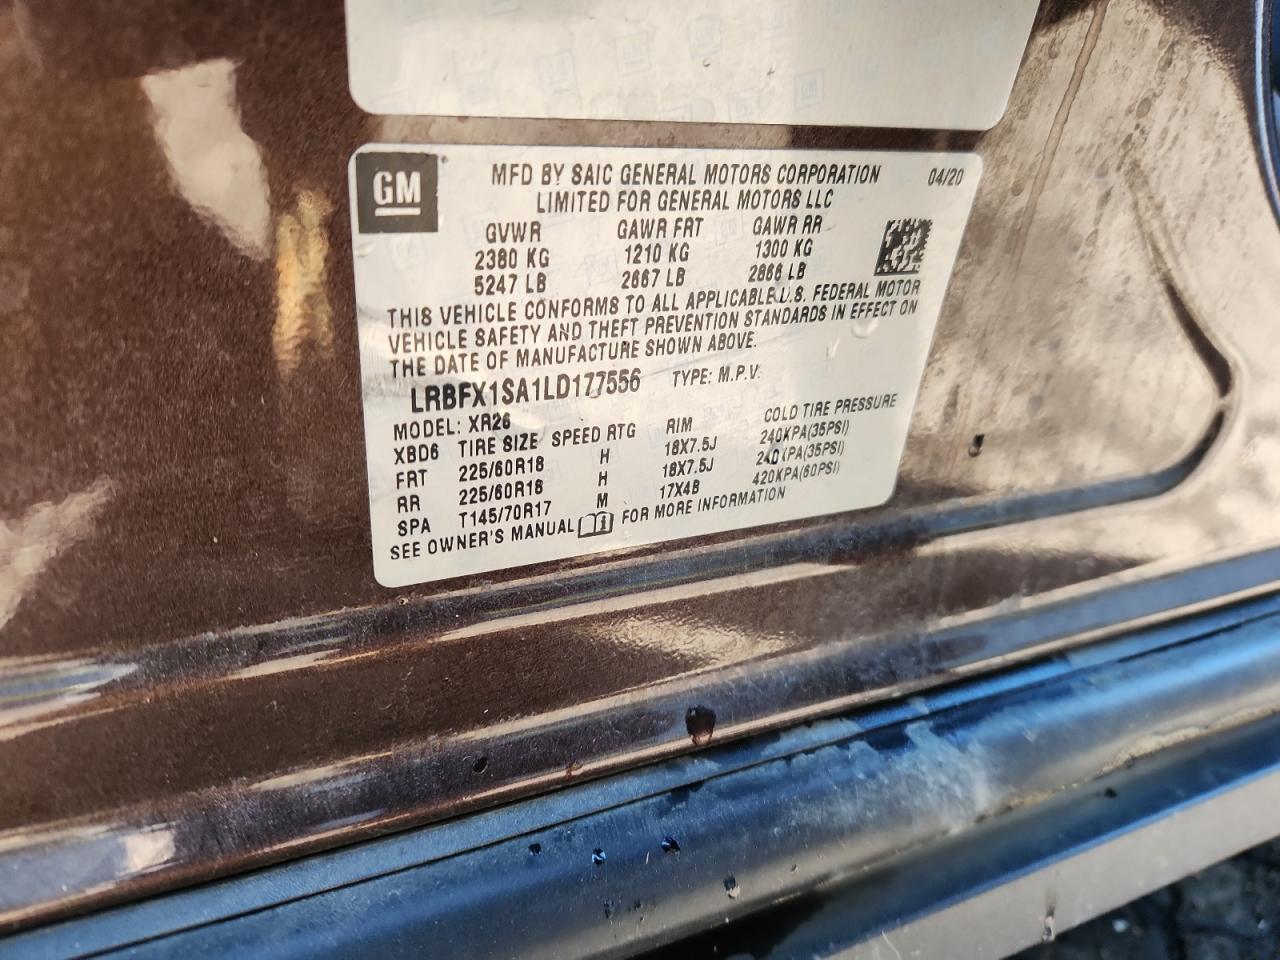 GM
MFD BY SAIC GENERAL MOTORS CORPORATION 04/20
LIMITED FOR GENERAL MOTORS LLC
GVWR GAWR FRT GAWR RR
2380 KG 1210 KG 1300 KG
5247 LB 2667 LB 2866 LB
THIS VEHICLE CONFORMS TO ALL APPLICABLE U.S. FEDERAL MOTOR
VEHICLE SAFETY AND THEFT PREVENTION STANDARDS IN EFFECT ON
THE DATE OF MANUFACTURE SHOWN ABOVE.
LRBFX1SA1LD177556 TYPE: M.P.V.
MODEL: XR26
XBD6 TIRE SIZE SPEED RTG RIM COLD TIRE PRESSURE
FRT 225/60R18 H 18X7.5J 240KPA(35PSI)
RR 225/60R18 H 18X7.5J 240KPA(35PSI)
SPA T145/70R17 M 17X4B 420KPA(60PSI)
SEE OWNER'S MANUAL FOR MORE INFORMATION